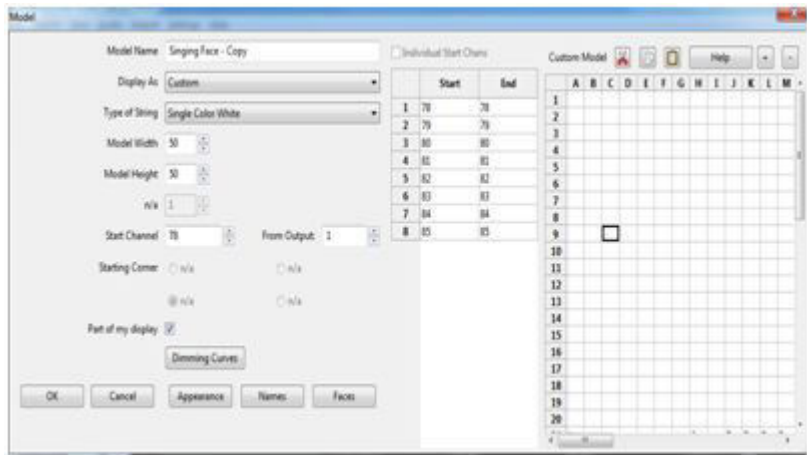 Model
Model Name Singing Face - Copy
Display As Custom
Type of String Single Color White
Model Width 50
Model Height 50
n/a 1
Start Channel 78 From Output 1
Starting Corner n/a n/a
n/a n/a
Part of my display
Dimming Curves
OK Cancel Appearance Names Faces
Individual Start Chans
Start End
1 78 78
2 79 79
3 80 80
4 81 81
5 82 82
6 83 83
7 84 84
8 85 85
Custom Model Help + -
A B C D E F G H I J K L M
1
2
3
4
5
6
7
8
9
10
11
12
13
14
15
16
17
18
19
20